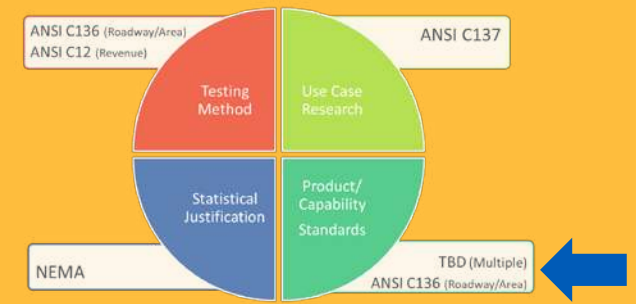 ANSI C136 (Roadway/Area)
ANSI C12 (Revenue)
ANSI C137
Testing
Method
Use Case
Research
Statistical
Justification
Product/
Capability
Standards
NEMA
TBD (Multiple)
ANSI C136 (Roadway/Area)